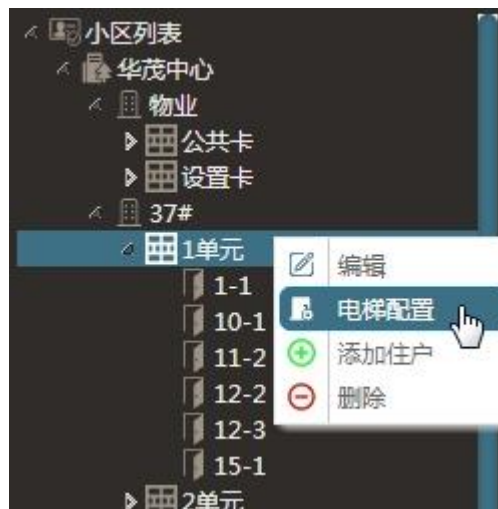 小区列表
华茂中心
物业
公共卡
设置卡
37#
1单元
编辑
1-1
电梯配置
10-1
11-2
添加住户
12-2
删除
12-3
15-1
2单元